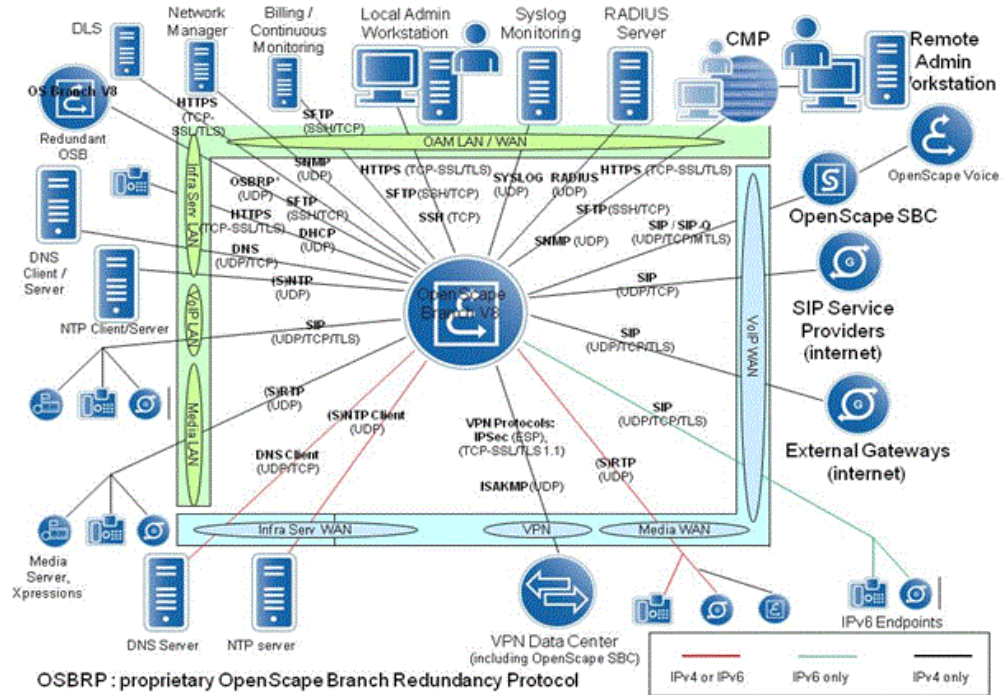 DLS
Network
Manager
Billing /
Continuous
Monitoring
Local Admin
Workstation
Syslog
Monitoring
RADIUS
Server
CMP
Remote
Admin
Workstation
OS Branch V8
Redundant
OSB
HTTPS
(TCP-
SSL/TLS)
SFTP
(SSH/TCP)
OAM LAN / WAN
OpenScape Voice
OpenScape SBC
Infra Serv LAN
SNMP
(UDP)
HTTPS (TCP-SSL/TLS)
SYSLOG
(UDP)
RADIUS
(UDP)
HTTPS (TCP-SSL/TLS)
OSBRP*
(UDP)
SFTP
(SSH/TCP)
SFTP(SSH/TCP)
SFTP(SSH/TCP)
HTTPS
(TCP-SSL/TLS)
DHCP
(UDP)
SSH (TCP)
SNMP (UDP)
SIP / SIP-Q
(UDP/TCP/MTLS)
DNS
(UDP/TCP)
DNS
Client /
Server
(S)NTP
(UDP)
NTP Client/Server
OpenScape
Branch V8
SIP
(UDP/TCP)
SIP Service
Providers
(internet)
VoIP LAN
VoIP WAN
SIP
(UDP/TCP/TLS)
SIP
(UDP/TCP/TLS)
External Gateways
(internet)
Media LAN
(S)RTP
(UDP)
(S)NTP Client
(UDP)
VPN Protocols:
IPSec (ESP),
(TCP-SSL/TLS 1.1)
SIP
(UDP/TCP/TLS)
DNS Client
(UDP/TCP)
ISAKMP(UDP)
(S)RTP
(UDP)
Infra Serv WAN
VPN
Media WAN
Media
Server,
Xpressions
DNS Server
NTP server
VPN Data Center
(including OpenScape SBC)
IPv6 Endpoints
IPv4 or IPv6
IPv6 only
IPv4 only
OSBRP : proprietary OpenScape Branch Redundancy Protocol